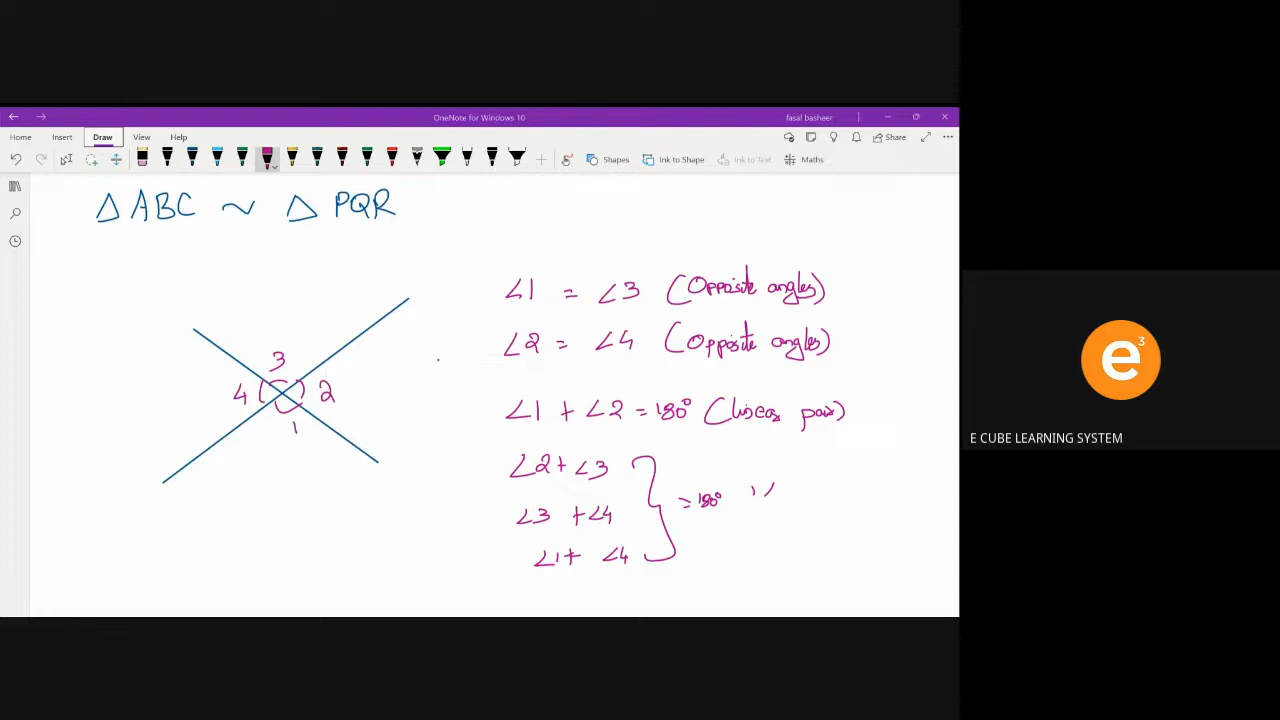 OneNote for Windows 10
fasal basheer
Home Insert Draw View Help
Share
Shapes Ink to Shape Ink to Text Maths
△ ABC ~ △ PQR
∠1 = ∠3 (Opposite angles)
∠2 = ∠4 (Opposite angles)
3
4 2
1
∠1 + ∠2 = 180° (linear pair)
∠2 + ∠3
∠3 + ∠4 = 180° ''
∠1 + ∠4
e³
E CUBE LEARNING SYSTEM